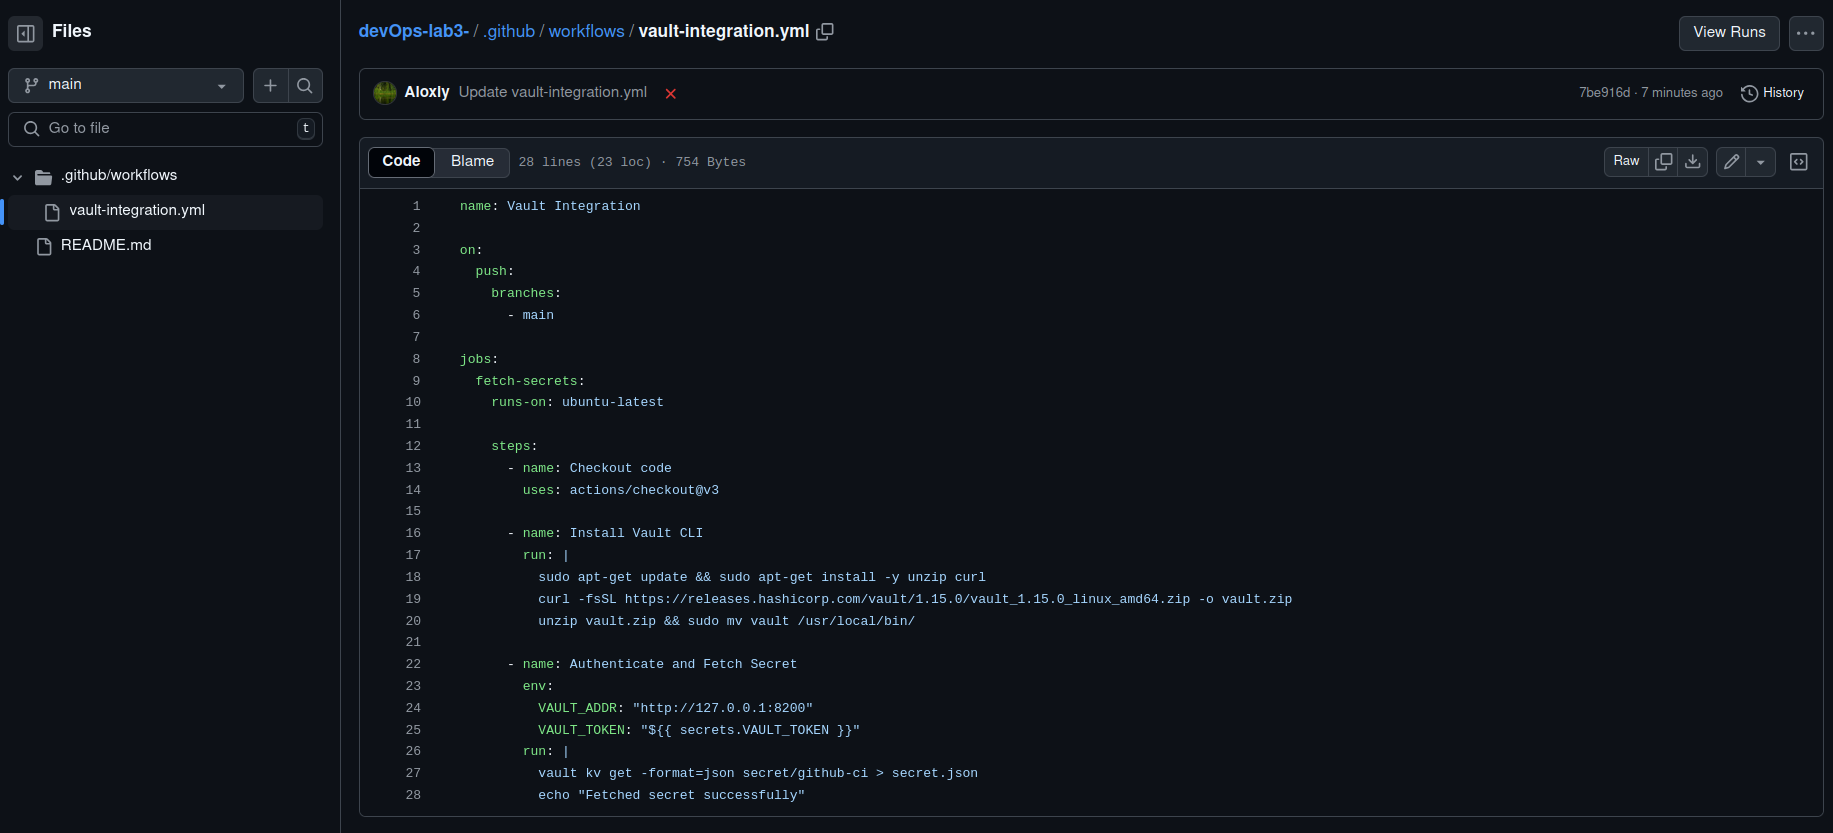 Files
main
Go to file
t
.github/workflows
vault-integration.yml
README.md
devOps-lab3- / .github / workflows / vault-integration.yml
View Runs
Aloxly Update vault-integration.yml
7be916d · 7 minutes ago
History
Code
Blame
28 lines (23 loc) · 754 Bytes
Raw
1 name: Vault Integration
2
3 on:
4   push:
5     branches:
6       - main
7
8 jobs:
9   fetch-secrets:
10     runs-on: ubuntu-latest
11
12     steps:
13       - name: Checkout code
14         uses: actions/checkout@v3
15
16       - name: Install Vault CLI
17         run: |
18           sudo apt-get update && sudo apt-get install -y unzip curl
19           curl -fsSL https://releases.hashicorp.com/vault/1.15.0/vault_1.15.0_linux_amd64.zip -o vault.zip
20           unzip vault.zip && sudo mv vault /usr/local/bin/
21
22       - name: Authenticate and Fetch Secret
23         env:
24           VAULT_ADDR: "http://127.0.0.1:8200"
25           VAULT_TOKEN: "${{ secrets.VAULT_TOKEN }}"
26         run: |
27           vault kv get -format=json secret/github-ci > secret.json
28           echo "Fetched secret successfully"